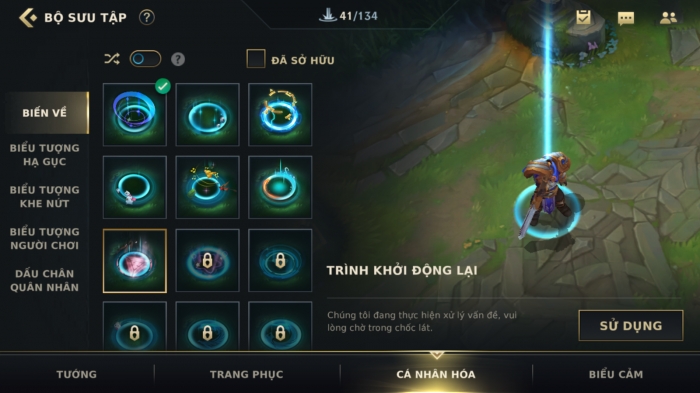 BỘ SƯU TẬP ?
41/134
?
ĐÃ SỞ HỮU
BIẾN VỀ
BIỂU TƯỢNG
HẠ GỤC
BIỂU TƯỢNG
KHE NỨT
BIỂU TƯỢNG
NGƯỜI CHƠI
DẤU CHÂN
QUÂN NHÂN
TRÌNH KHỞI ĐỘNG LẠI
Chúng tôi đang thực hiện xử lý vấn đề, vui
lòng chờ trong chốc lát.
SỬ DỤNG
TƯỚNG
TRANG PHỤC
CÁ NHÂN HÓA
BIỂU CẢM